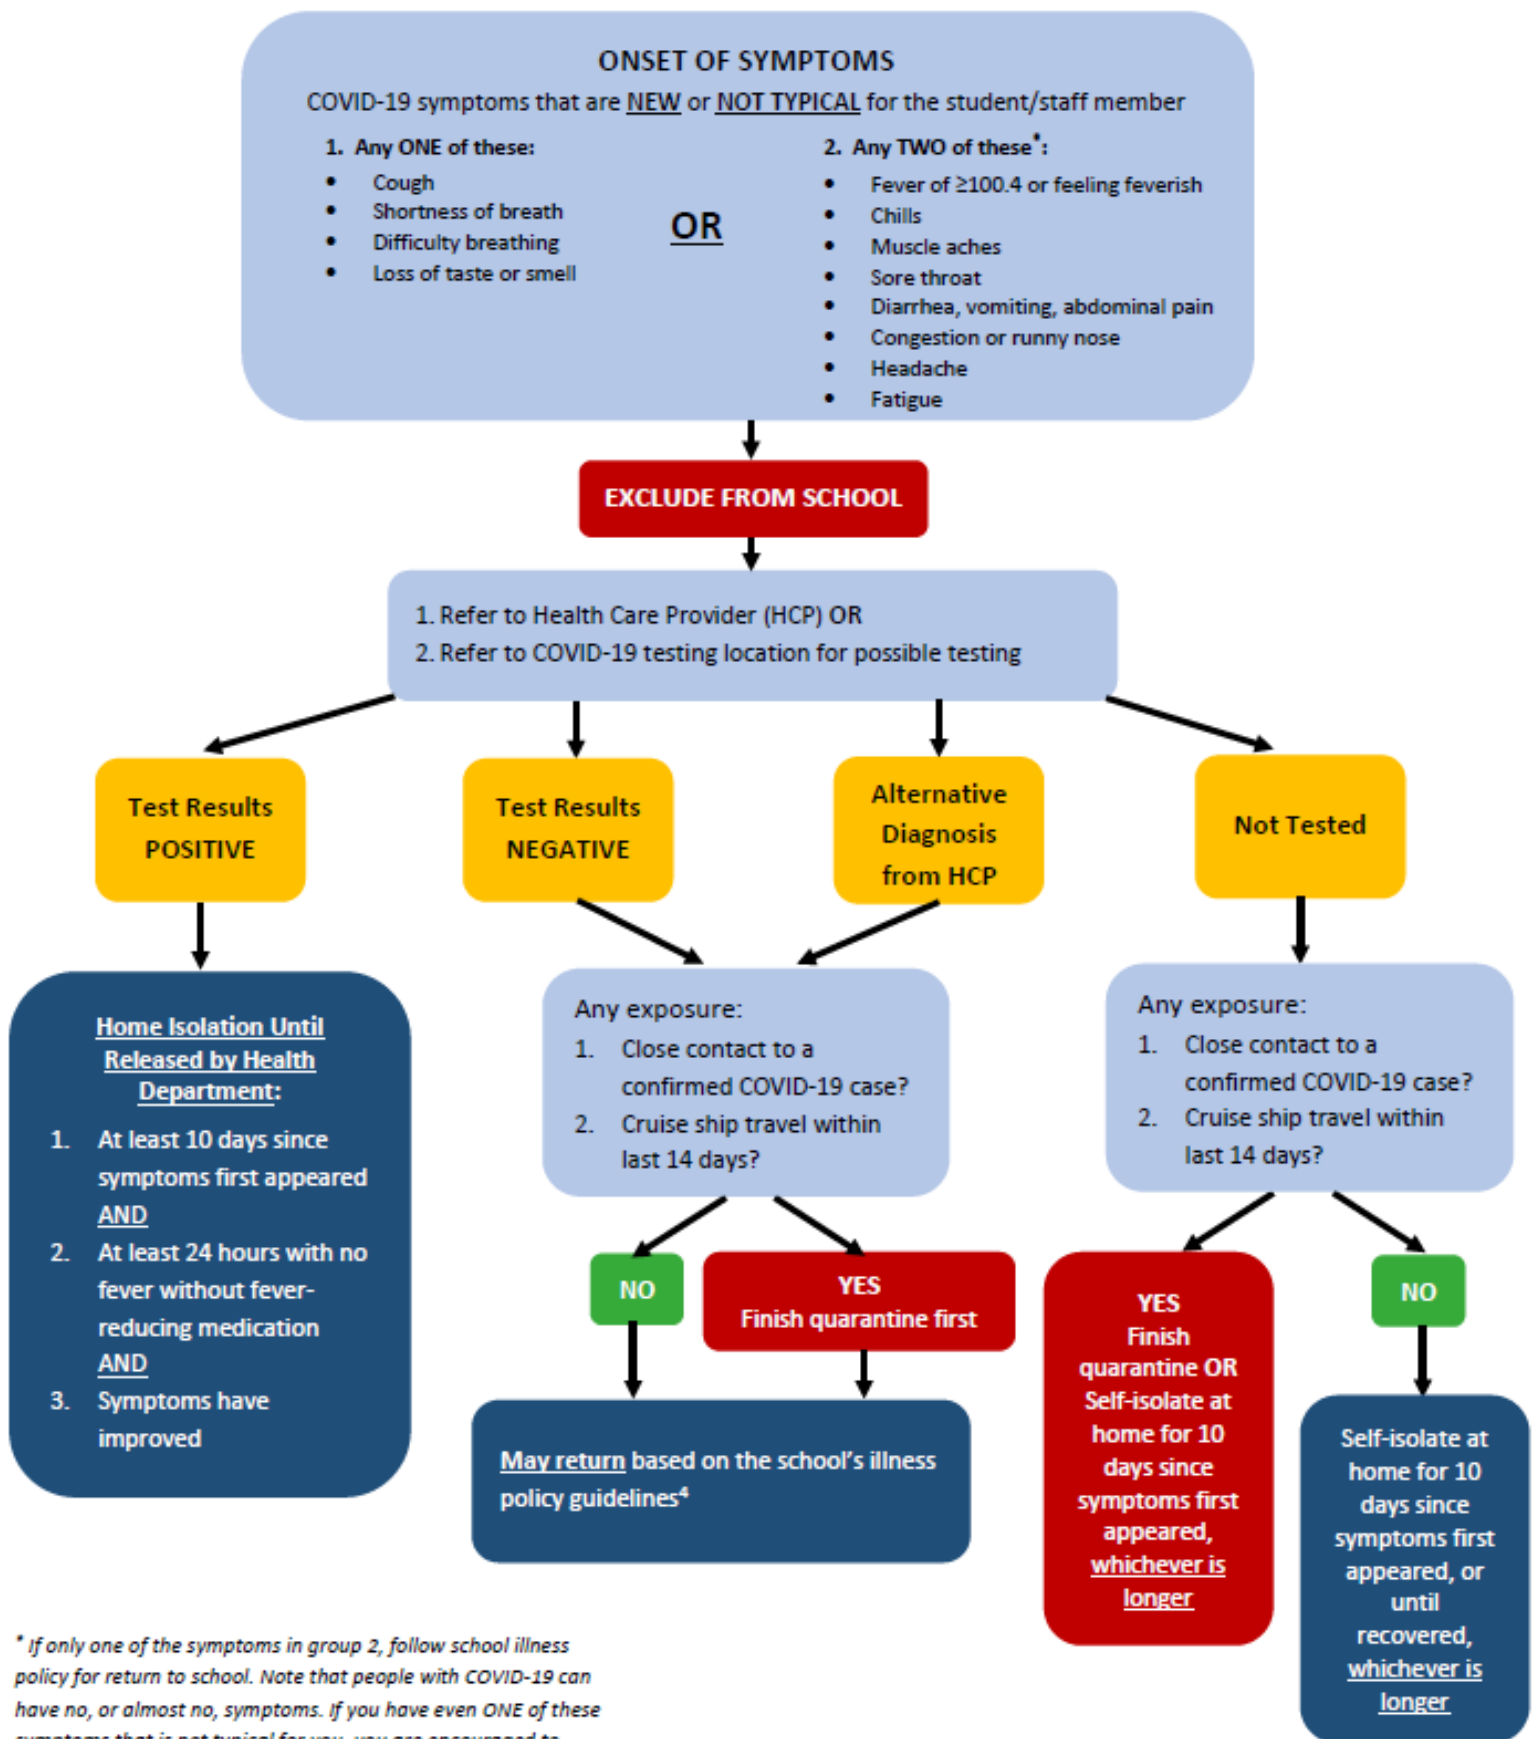 ONSET OF SYMPTOMS
COVID-19 symptoms that are NEW or NOT TYPICAL for the student/staff member
1. Any ONE of these:
• Cough
• Shortness of breath
• Difficulty breathing
• Loss of taste or smell
OR
2. Any TWO of these*:
• Fever of ≥100.4 or feeling feverish
• Chills
• Muscle aches
• Sore throat
• Diarrhea, vomiting, abdominal pain
• Congestion or runny nose
• Headache
• Fatigue
EXCLUDE FROM SCHOOL
1. Refer to Health Care Provider (HCP) OR
2. Refer to COVID-19 testing location for possible testing
Test Results
POSITIVE
Test Results
NEGATIVE
Alternative
Diagnosis
from HCP
Not Tested
Home Isolation Until
Released by Health
Department:
1. At least 10 days since
symptoms first appeared
AND
2. At least 24 hours with no
fever without fever-
reducing medication
AND
3. Symptoms have
improved
Any exposure:
1. Close contact to a
confirmed COVID-19 case?
2. Cruise ship travel within
last 14 days?
NO
YES
Finish quarantine first
May return based on the school's illness
policy guidelines⁴
Any exposure:
1. Close contact to a
confirmed COVID-19 case?
2. Cruise ship travel within
last 14 days?
YES
Finish
quarantine OR
Self-isolate at
home for 10
days since
symptoms first
appeared,
whichever is
longer
NO
Self-isolate at
home for 10
days since
symptoms first
appeared, or
until
recovered,
whichever is
longer
* If only one of the symptoms in group 2, follow school illness
policy for return to school. Note that people with COVID-19 can
have no, or almost no, symptoms. If you have even ONE of these
symptoms that is not typical for you, you are encouraged to